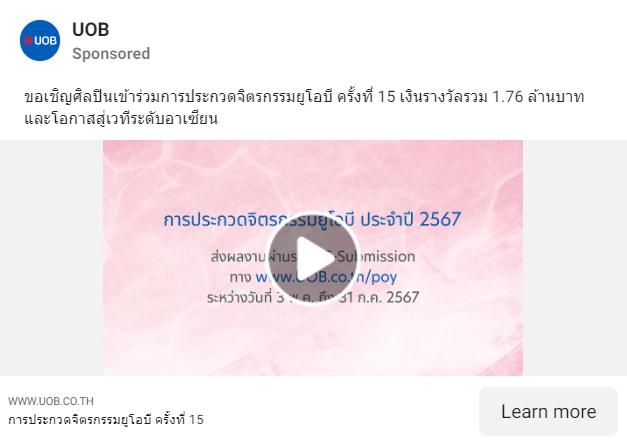 UOB
UOB
Sponsored
ขอเชิญศิลปินเข้าร่วมการประกวดจิตรกรรมยูโอบี ครั้งที่ 15 เงินรางวัลรวม 1.76 ล้านบาท
และโอกาสสู่เวทีระดับอาเซียน
การประกวดจิตรกรรมยูโอบี ประจำปี 2567
ส่งผลงานผ่าน E-Submission
ทาง www.UOB.co.th/poy
ระหว่างวันที่ 3 พ.ค. ถึง 31 ก.ค. 2567
WWW.UOB.CO.TH
การประกวดจิตรกรรมยูโอบี ครั้งที่ 15
Learn more